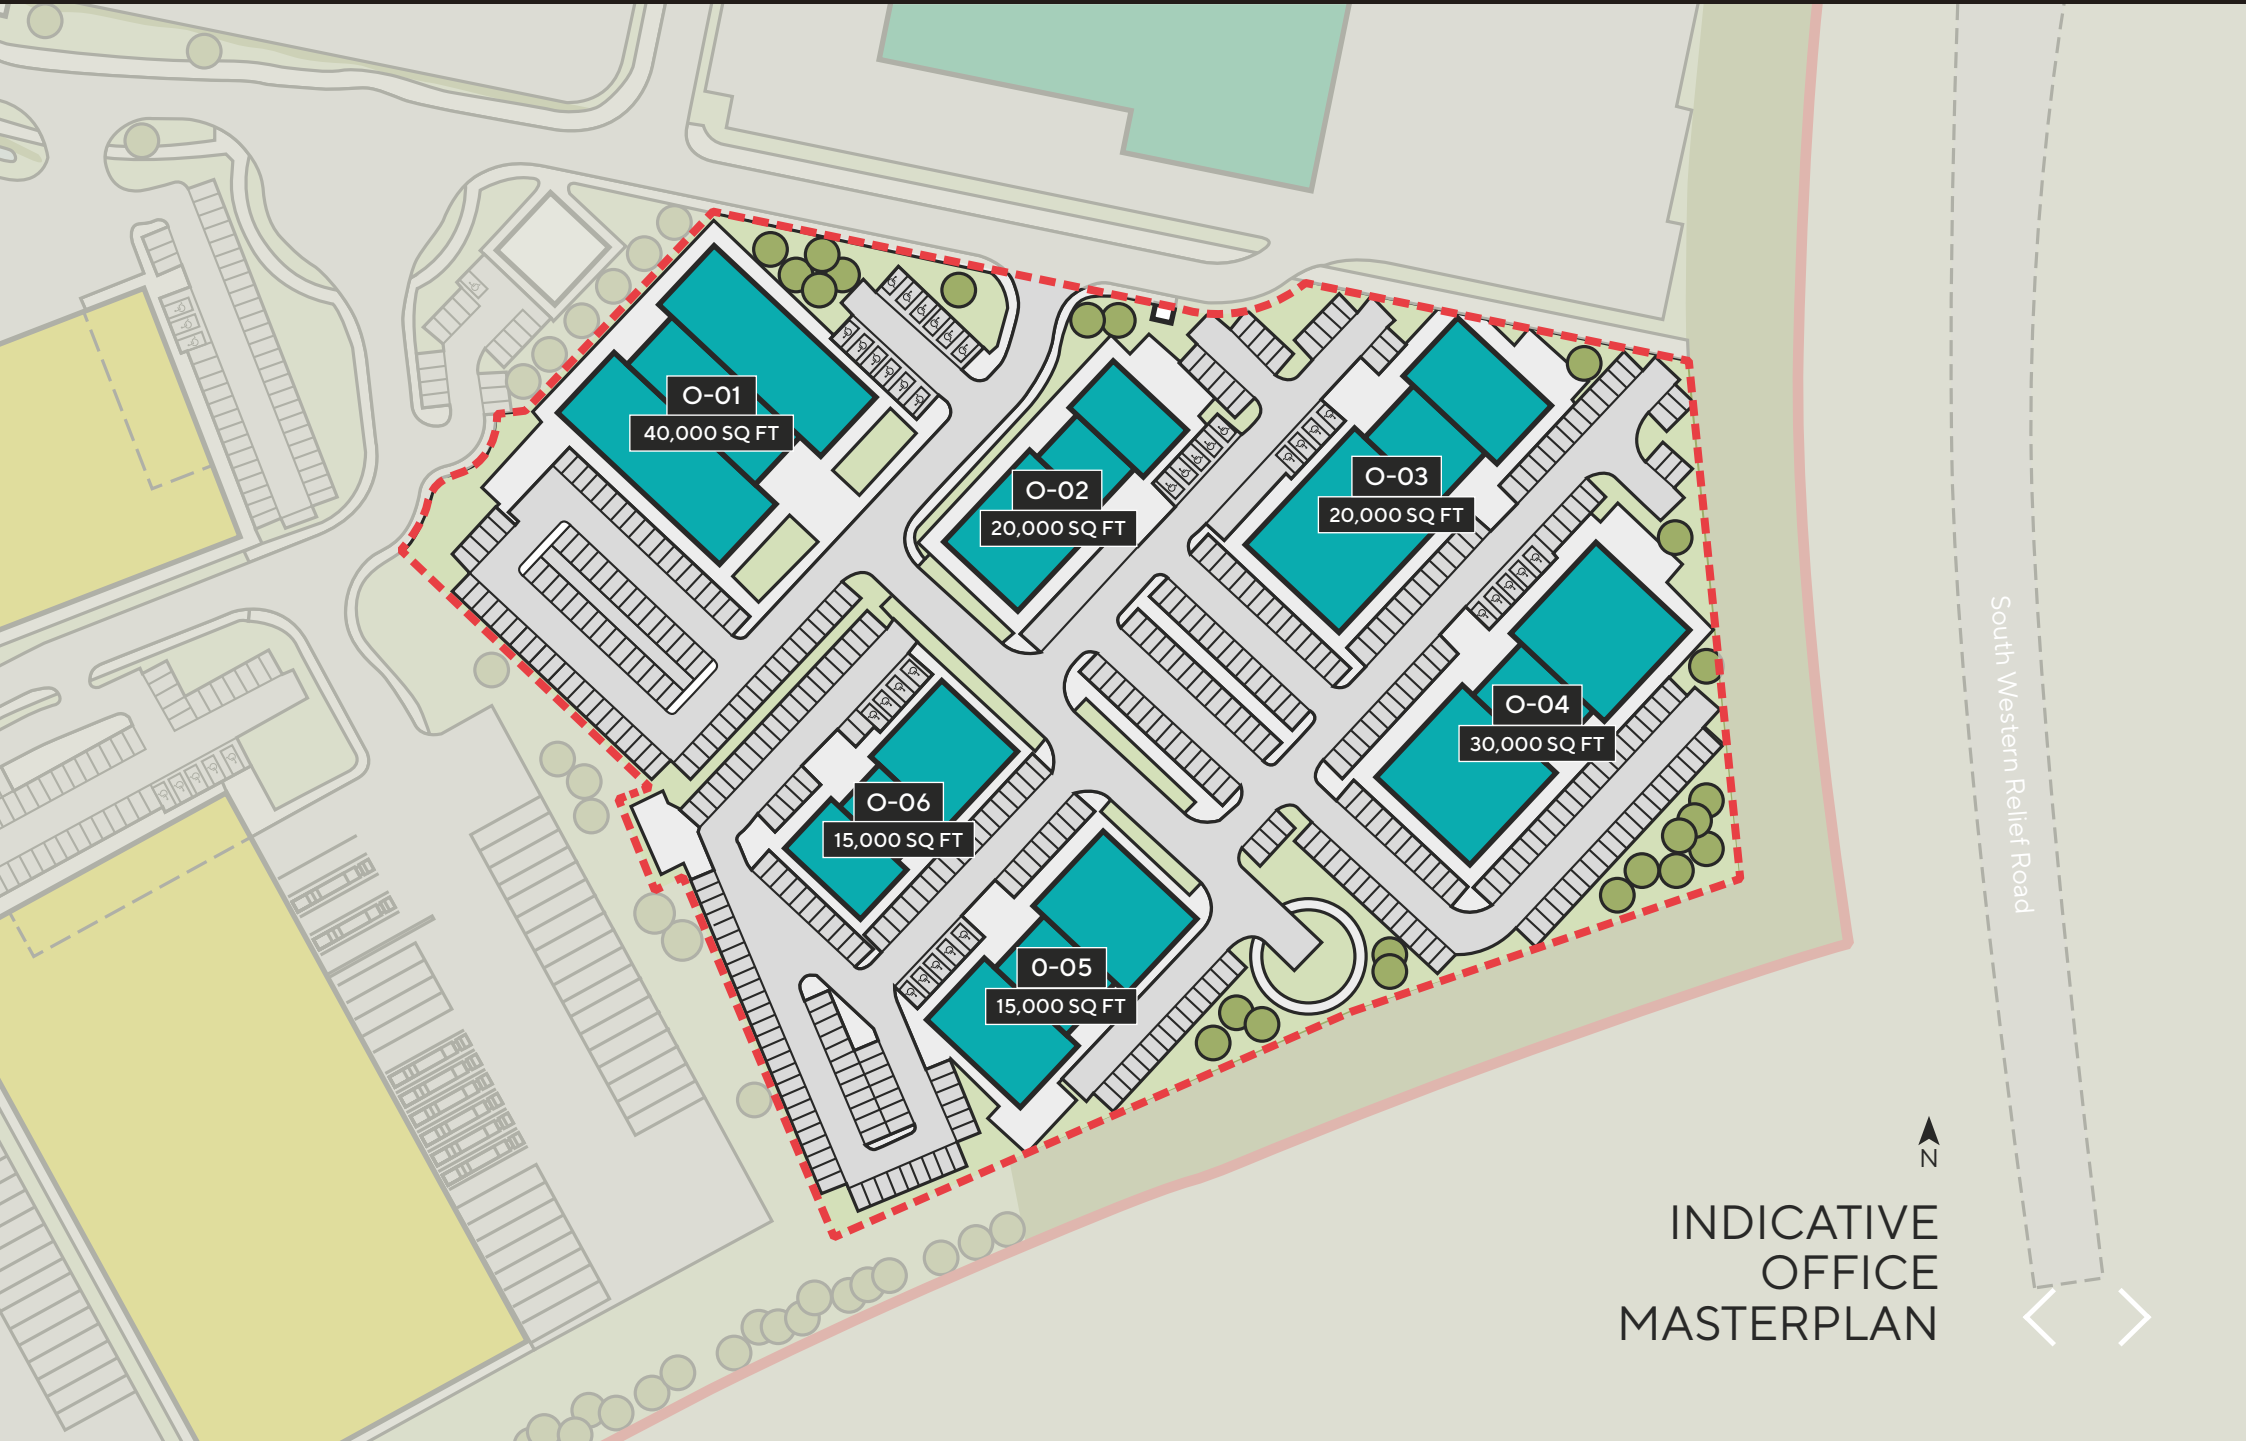 O-01
40,000 SQ FT
O-02
20,000 SQ FT
O-03
20,000 SQ FT
O-04
30,000 SQ FT
O-06
15,000 SQ FT
0-05
15,000 SQ FT
South Western Relief Road
N
INDICATIVE
OFFICE
MASTERPLAN